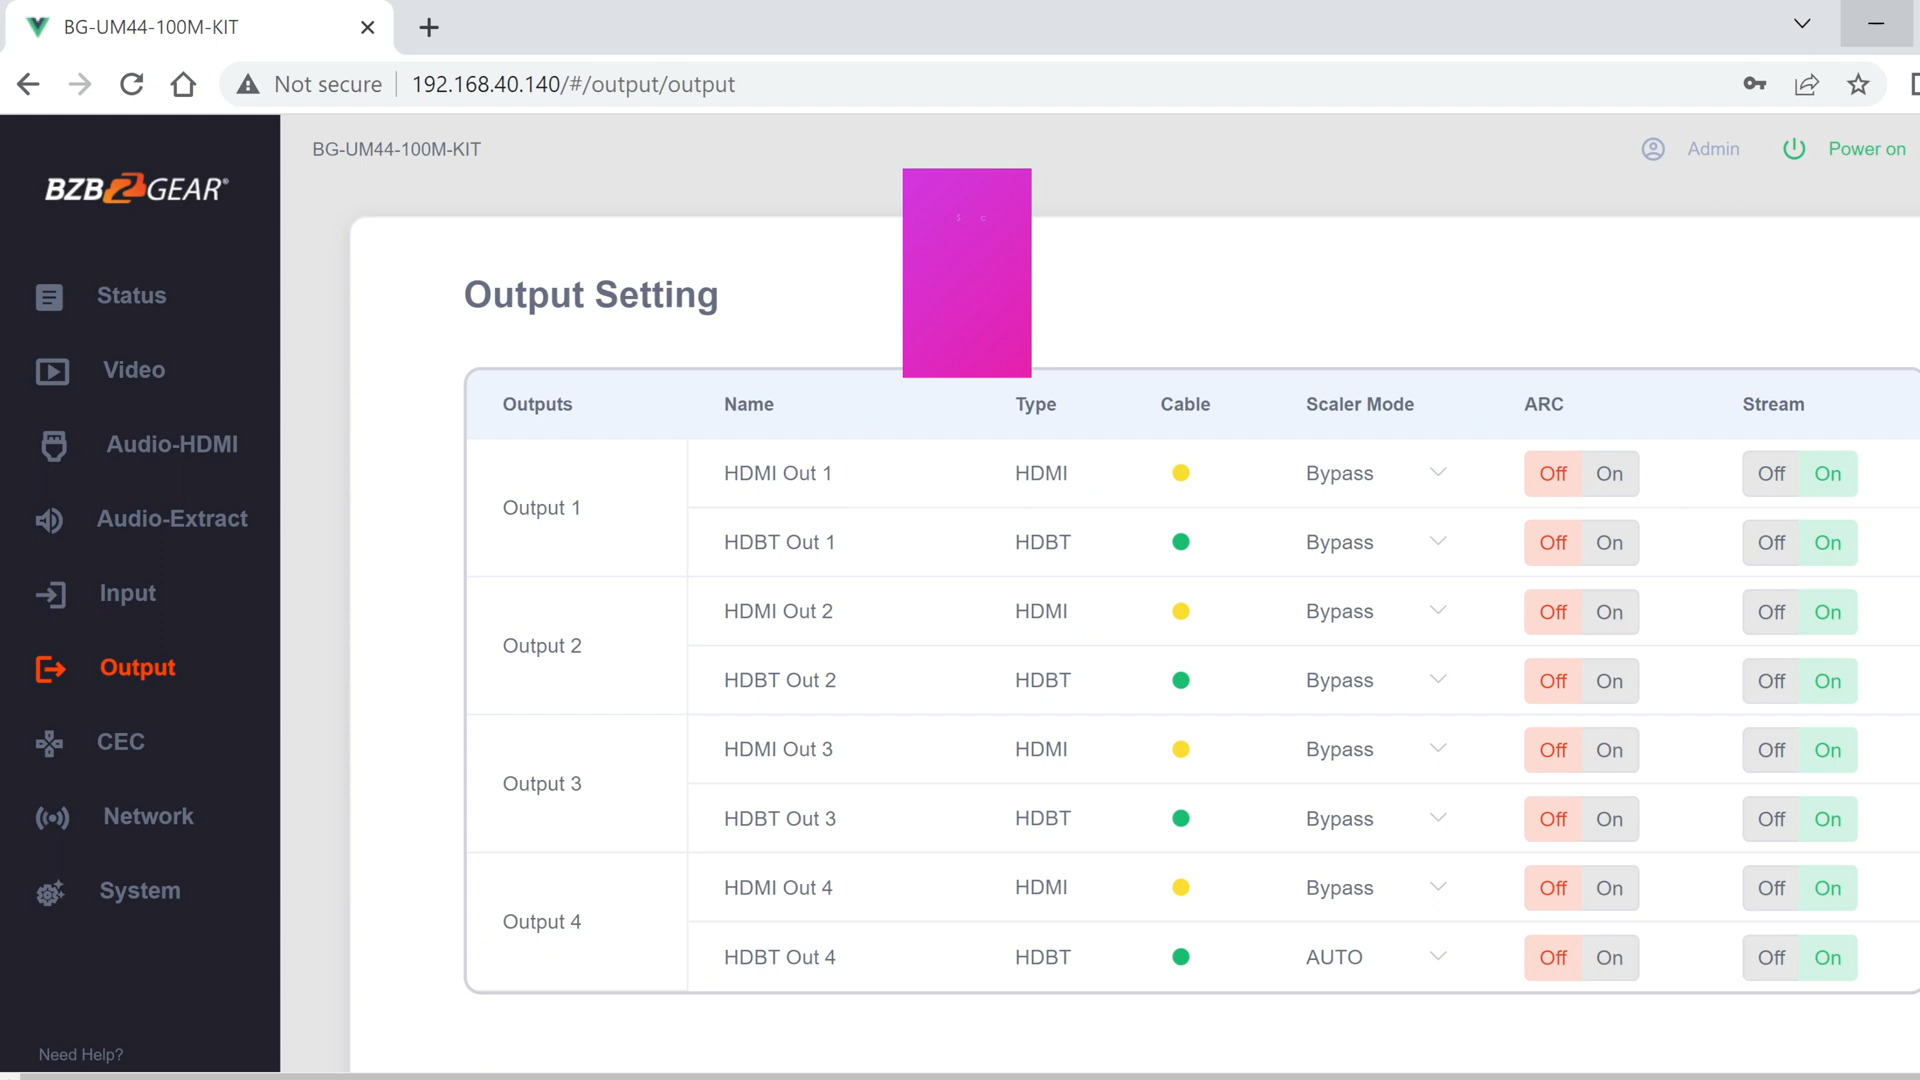 BG-UM44-100M-KIT
Not secure
192.168.40.140/#/output/output
BZBGEAR®
BG-UM44-100M-KIT
Admin
Power on
Status
Video
Audio-HDMI
Audio-Extract
Input
Output
CEC
Network
System
Need Help?
Output Setting
Outputs Name Type Cable Scaler Mode ARC Stream
Output 1
HDMI Out 1 HDMI Bypass Off On Off On
HDBT Out 1 HDBT Bypass Off On Off On
Output 2
HDMI Out 2 HDMI Bypass Off On Off On
HDBT Out 2 HDBT Bypass Off On Off On
Output 3
HDMI Out 3 HDMI Bypass Off On Off On
HDBT Out 3 HDBT Bypass Off On Off On
Output 4
HDMI Out 4 HDMI Bypass Off On Off On
HDBT Out 4 HDBT AUTO Off On Off On